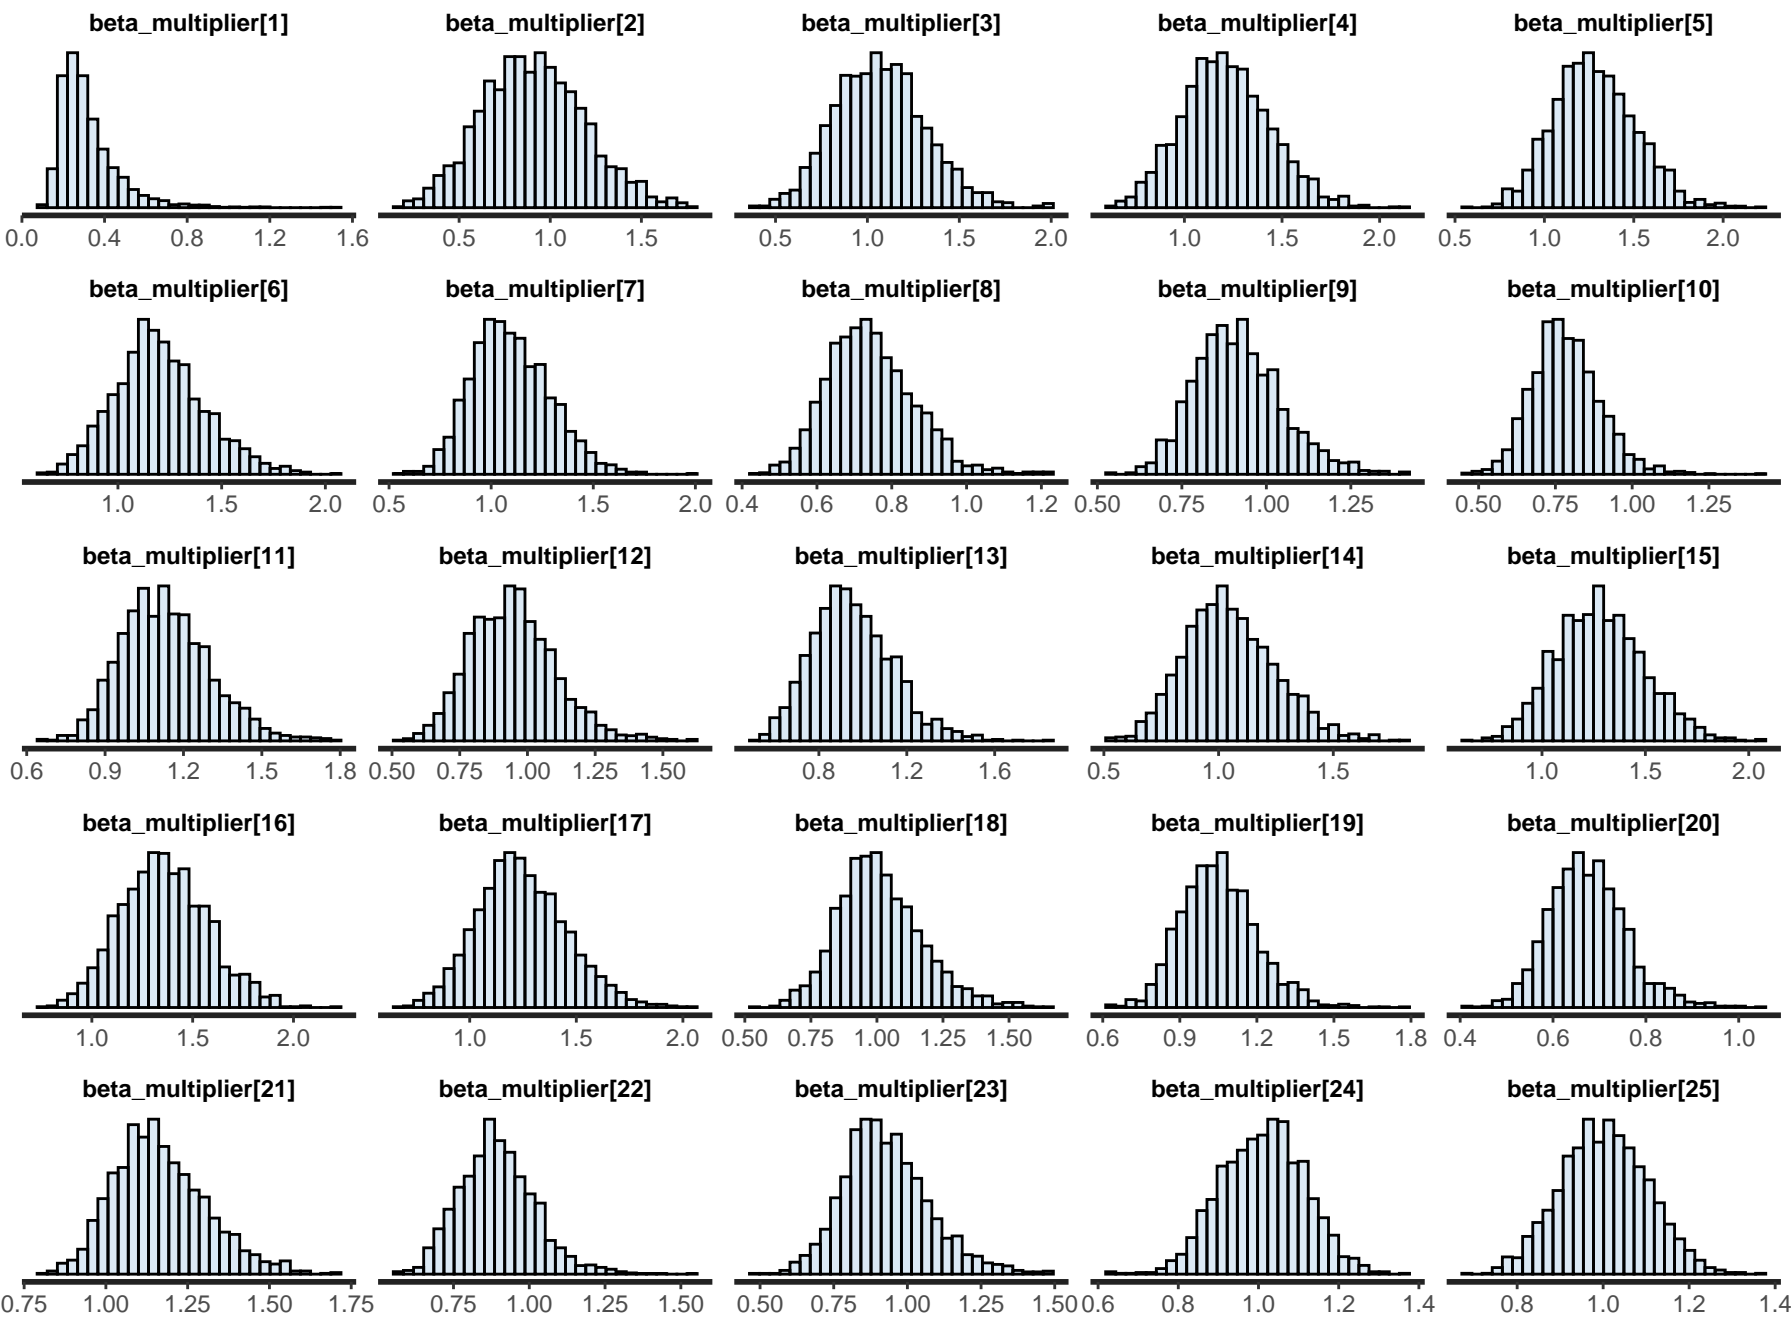 beta_multiplier[1] beta_multiplier[2] beta_multiplier[3] beta_multiplier[4] beta_multiplier[5]
0.0 0.4 0.8 1.2 1.6 0.5 1.0 1.5 0.5 1.0 1.5 2.0 1.0 1.5 2.0 0.5 1.0 1.5 2.0
beta_multiplier[6] beta_multiplier[7] beta_multiplier[8] beta_multiplier[9] beta_multiplier[10]
1.0 1.5 2.0 0.5 1.0 1.5 2.0 0.4 0.6 0.8 1.0 1.2 0.50 0.75 1.00 1.25 0.50 0.75 1.00 1.25
beta_multiplier[11] beta_multiplier[12] beta_multiplier[13] beta_multiplier[14] beta_multiplier[15]
0.6 0.9 1.2 1.5 1.8 0.50 0.75 1.00 1.25 1.50 0.8 1.2 1.6 0.5 1.0 1.5 1.0 1.5 2.0
beta_multiplier[16] beta_multiplier[17] beta_multiplier[18] beta_multiplier[19] beta_multiplier[20]
1.0 1.5 2.0 1.0 1.5 2.0 0.50 0.75 1.00 1.25 1.50 0.6 0.9 1.2 1.5 1.8 0.4 0.6 0.8 1.0
beta_multiplier[21] beta_multiplier[22] beta_multiplier[23] beta_multiplier[24] beta_multiplier[25]
0.75 1.00 1.25 1.50 1.75 0.75 1.00 1.25 1.50 0.50 0.75 1.00 1.25 1.50 0.6 0.8 1.0 1.2 1.4 0.8 1.0 1.2 1.4